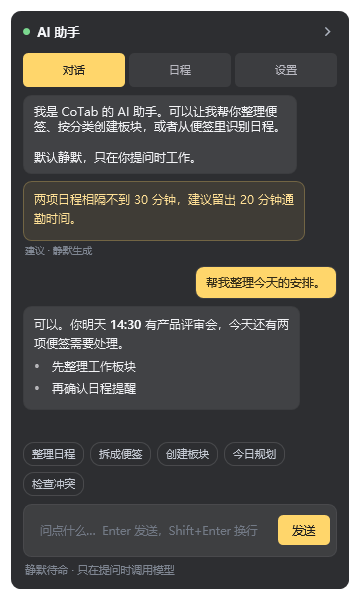 AI 助手
对话
日程
设置
我是 CoTab 的 AI 助手。可以让我帮你整理便
签、按分类创建板块，或者从便签里识别日程。
默认静默，只在你提问时工作。
两项日程相隔不到 30 分钟，建议留出 20 分钟通
勤时间。
建议 · 静默生成
帮我整理今天的安排。
可以。你明天 14:30 有产品评审会，今天还有两
项便签需要处理。
• 先整理工作板块
• 再确认日程提醒
整理日程
拆成便签
创建板块
今日规划
检查冲突
问点什么... Enter 发送，Shift+Enter 换行
发送
静默待命 · 只在提问时调用模型